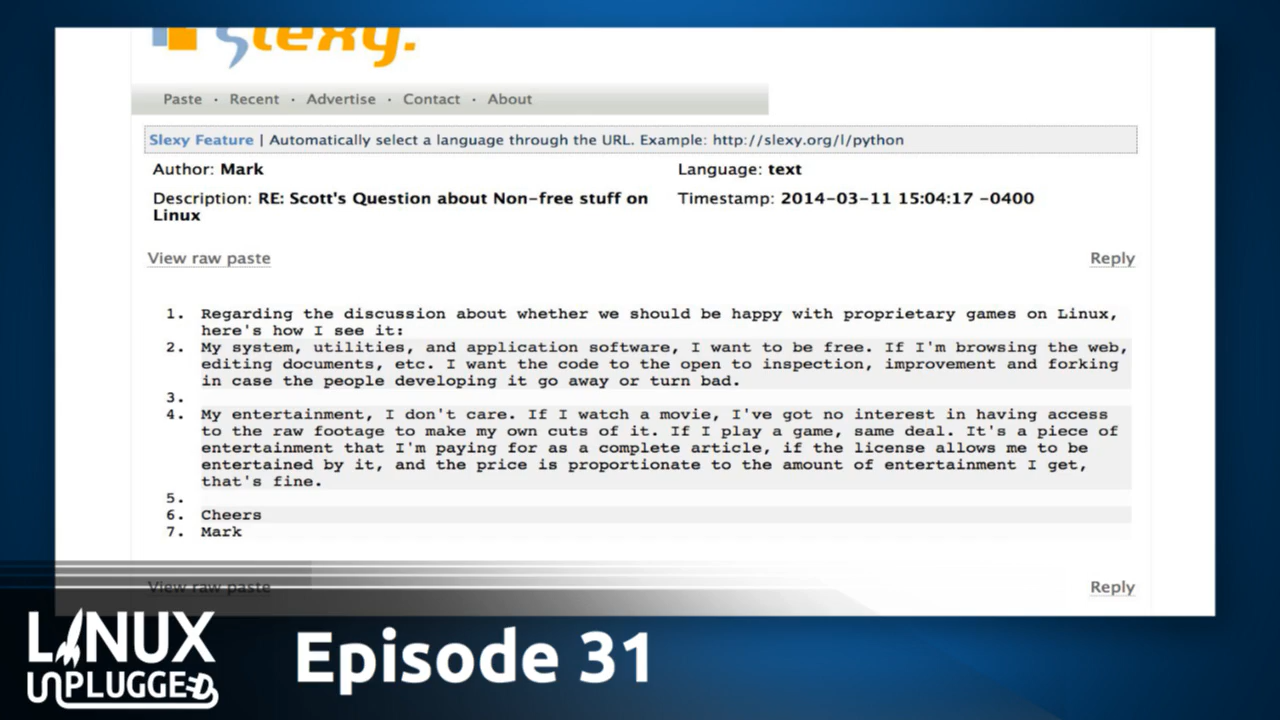 slexy.
Paste · Recent · Advertise · Contact · About
Slexy Feature | Automatically select a language through the URL. Example: http://slexy.org/l/python
Author: Mark
Language: text
Description: RE: Scott's Question about Non-free stuff on
Linux
Timestamp: 2014-03-11 15:04:17 -0400
View raw paste
Reply
1. Regarding the discussion about whether we should be happy with proprietary games on Linux,
here's how I see it:
2. My system, utilities, and application software, I want to be free. If I'm browsing the web,
editing documents, etc. I want the code to the open to inspection, improvement and forking
in case the people developing it go away or turn bad.
3.
4. My entertainment, I don't care. If I watch a movie, I've got no interest in having access
to the raw footage to make my own cuts of it. If I play a game, same deal. It's a piece of
entertainment that I'm paying for as a complete article, if the license allows me to be
entertained by it, and the price is proportionate to the amount of entertainment I get,
that's fine.
5.
6. Cheers
7. Mark
View raw paste
Reply
LINUX
UNPLUGGED
Episode 31